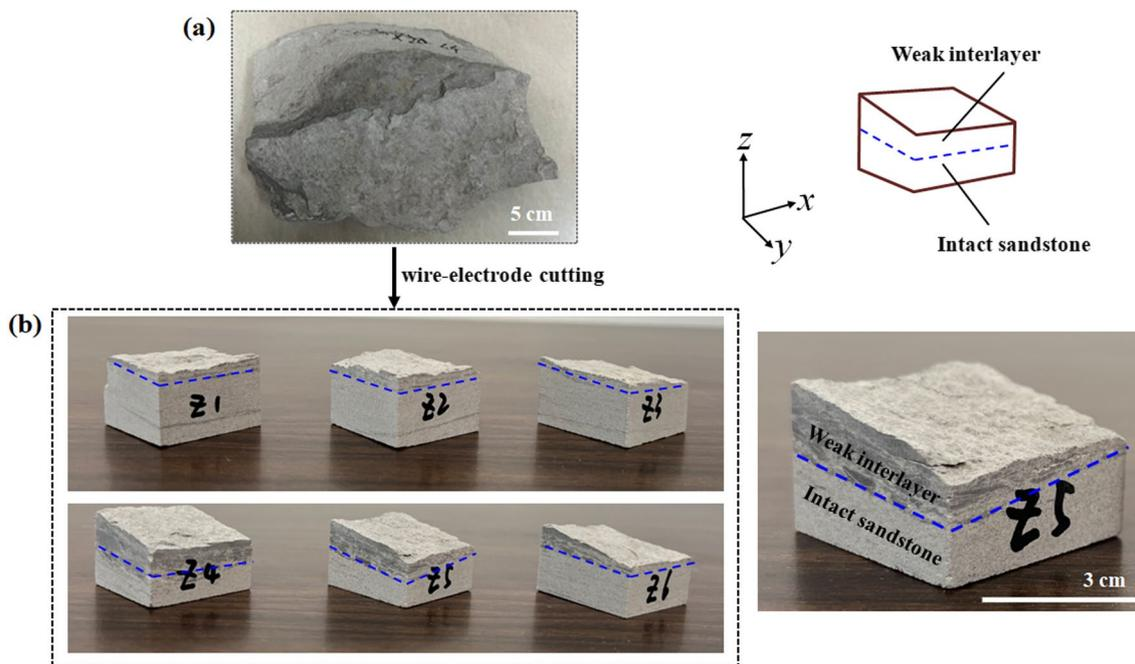 (a)
5 cm
Weak interlayer
z
x
y
Intact sandstone
wire-electrode cutting
(b)
Z1
Z2
Z3
Z4
Z5
Z6
Weak interlayer
Intact sandstone
Z5
3 cm